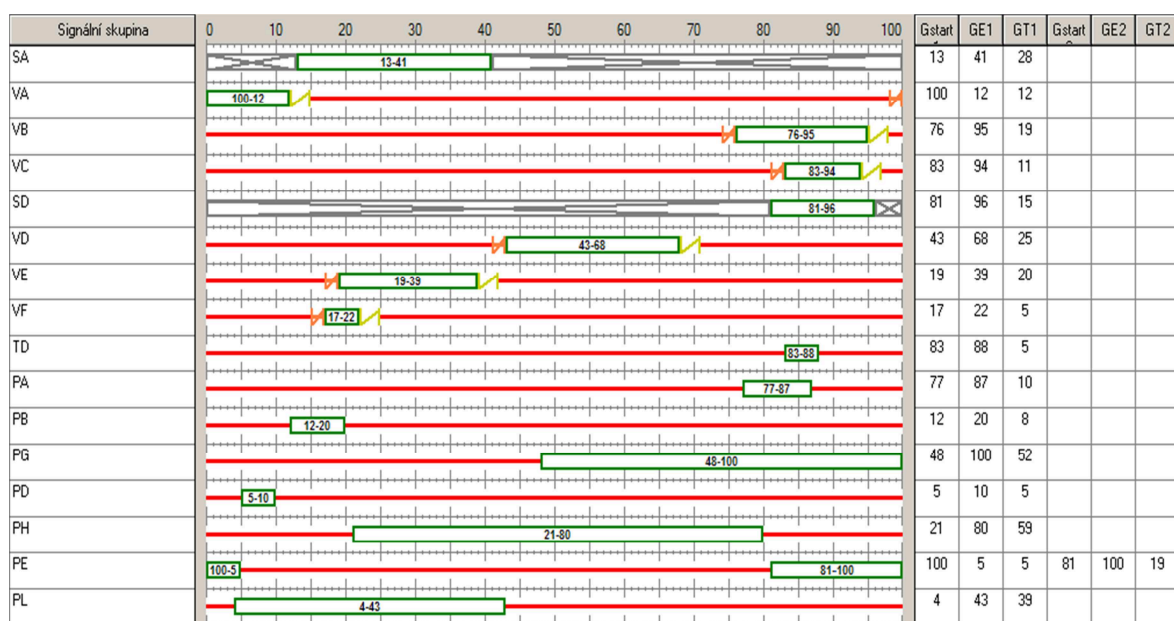 Signální skupina 0 10 20 30 40 50 60 70 80 90 100 Gstart GE1 GT1 Gstart GE2 GT2
SA 13-41 13 41 28
VA 100-12 100 12 12
VB 76-95 76 95 19
VC 83-94 83 94 11
SD 81-96 81 96 15
VD 43-68 43 68 25
VE 19-39 19 39 20
VF 17-22 17 22 5
TD 83-88 83 88 5
PA 77-87 77 87 10
PB 12-20 12 20 8
PG 48-100 48 100 52
PD 5-10 5 10 5
PH 21-80 21 80 59
PE 100-5 81-100 100 5 5 81 100 19
PL 4-43 4 43 39